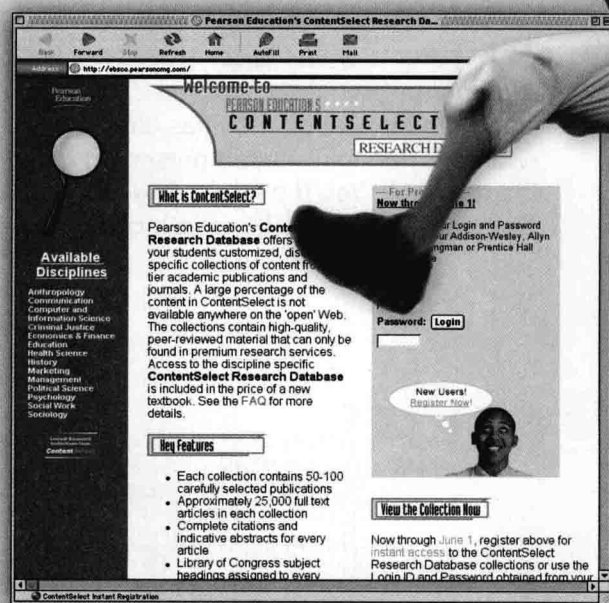 Pearson Education's ContentSelect Research Da...
Back Forward Stop Refresh Home AutoFill Print Mail
Address: http://ebsco.pearsoncmg.com/
Pearson
Education
Available
Disciplines
Anthropology
Communication
Computer and
Information Science
Criminal Justice
Economics & Finance
Education
Health Science
History
Marketing
Management
Political Science
Psychology
Social Work
Sociology
Content
Welcome to
PEARSON EDUCATION'S
CONTENTSELECT
RESEARCH D
What is ContentSelect?
Pearson Education's Conte
Research Database offers
your students customized, dis
specific collections of content fr
tier academic publications and
journals. A large percentage of the
content in ContentSelect is not
available anywhere on the 'open' Web.
The collections contain high-quality,
peer-reviewed material that can only be
found in premium research services.
Access to the discipline specific
ContentSelect Research Database
is included in the price of a new
textbook. See the FAQ for more
details.
Key Features
• Each collection contains 50-100
carefully selected publications
• Approximately 25,000 full text
articles in each collection
• Complete citations and
indicative abstracts for every
article
• Library of Congress subject
headings assigned to every
For Pr
Now thr e 1!
ur Login and Password
ur Addison-Wesley, Allyn
ngman or Prentice Hall
e
Password: Login
New Users!
Register Now!
View the Collection Now
Now through June 1, register above for
instant access to the ContentSelect
Research Database collections or use the
Login ID and Password obtained from your
ContentSelect Instant Registration